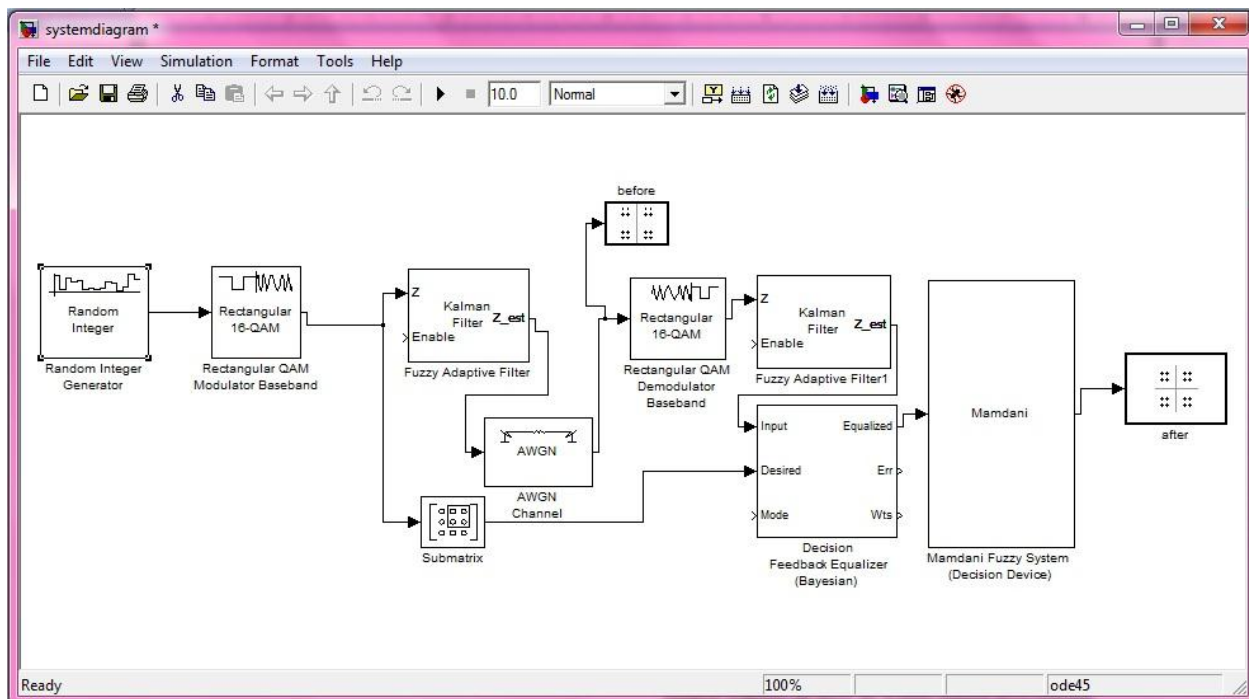 systemdiagram *
File Edit View Simulation Format Tools Help
10.0 Normal
before
Random
Integer
Random Integer
Generator
Rectangular
16-QAM
Rectangular QAM
Modulator Baseband
Z
Kalman
Filter
Z_est
Enable
Fuzzy Adaptive Filter
AWGN
AWGN
Channel
Submatrix
Rectangular
16-QAM
Rectangular QAM
Demodulator
Baseband
Z
Kalman
Filter
Z_est
Enable
Fuzzy Adaptive Filter1
Input Equalized
Desired Err
Mode Wts
Decision
Feedback Equalizer
(Bayesian)
Mamdani
Mamdani Fuzzy System
(Decision Device)
after
Ready 100% ode45